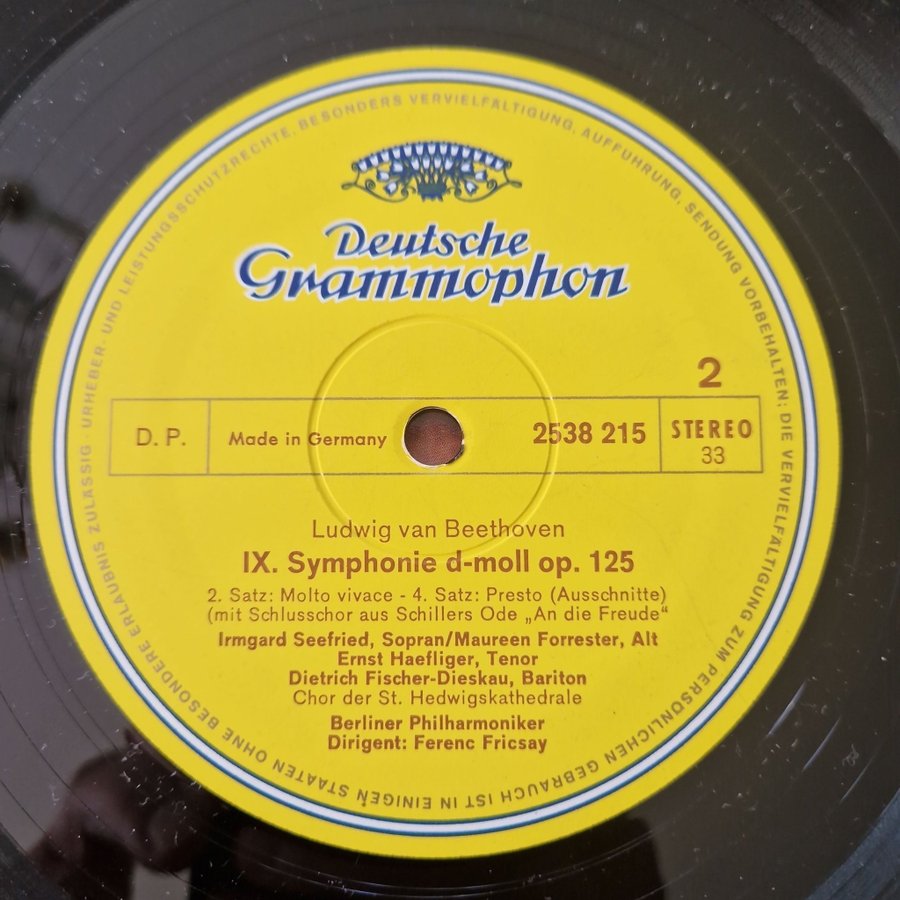 URHEBER- UND LEISTUNGSSCHUTZRECHTE, BESONDERS VERVIELFÄLTIGUNG, AUFFÜHRUNG, SENDUNG VORBEHALTEN; DIE VERVIELFÄLTIGUNG ZUM PERSÖNLICHEN GEBRAUCH IST IN EINIGEN STAATEN OHNE BESONDERE ERLAUBNIS ZULÄSSIG ·
Deutsche
Grammophon
2
D. P.
Made in Germany
2538 215
STEREO
33
Ludwig van Beethoven
IX. Symphonie d-moll op. 125
2. Satz: Molto vivace - 4. Satz: Presto (Ausschnitte)
(mit Schlusschor aus Schillers Ode „An die Freude“
Irmgard Seefried, Sopran/Maureen Forrester, Alt
Ernst Haefliger, Tenor
Dietrich Fischer-Dieskau, Bariton
Chor der St. Hedwigskathedrale
Berliner Philharmoniker
Dirigent: Ferenc Fricsay